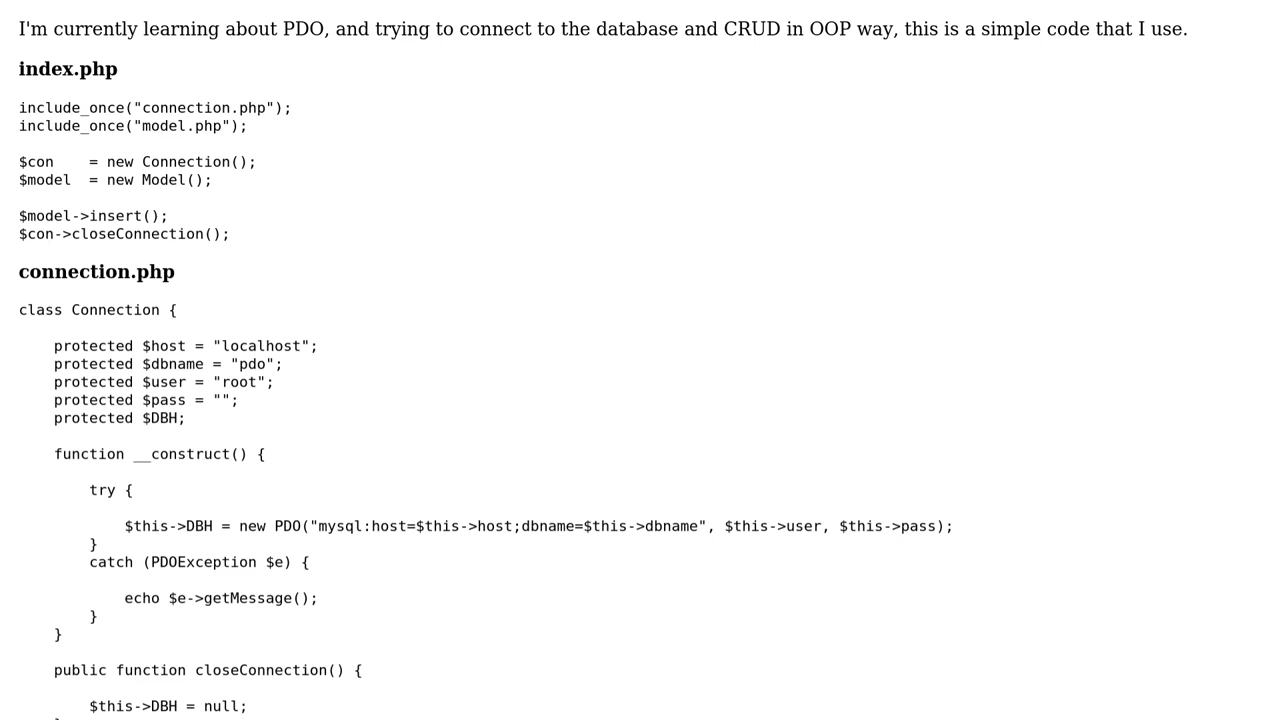 I'm currently learning about PDO, and trying to connect to the database and CRUD in OOP way, this is a simple code that I use.
index.php
include_once("connection.php");
include_once("model.php");
$con    = new Connection();
$model  = new Model();
$model->insert();
$con->closeConnection();
connection.php
class Connection {
    protected $host = "localhost";
    protected $dbname = "pdo";
    protected $user = "root";
    protected $pass = "";
    protected $DBH;
    function __construct() {
        try {
            $this->DBH = new PDO("mysql:host=$this->host;dbname=$this->dbname", $this->user, $this->pass);
        }
        catch (PDOException $e) {
            echo $e->getMessage();
        }
    }
    public function closeConnection() {
        $this->DBH = null;